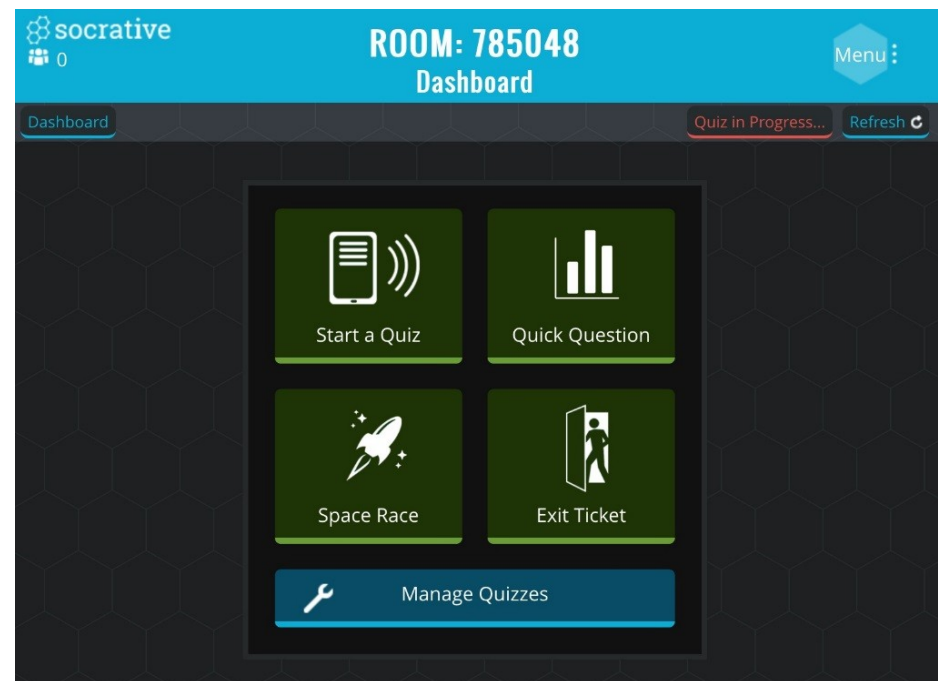 socrative
0
ROOM: 785048
Dashboard
Menu
Dashboard
Quiz in Progress...
Refresh
Start a Quiz
Quick Question
Space Race
Exit Ticket
Manage Quizzes